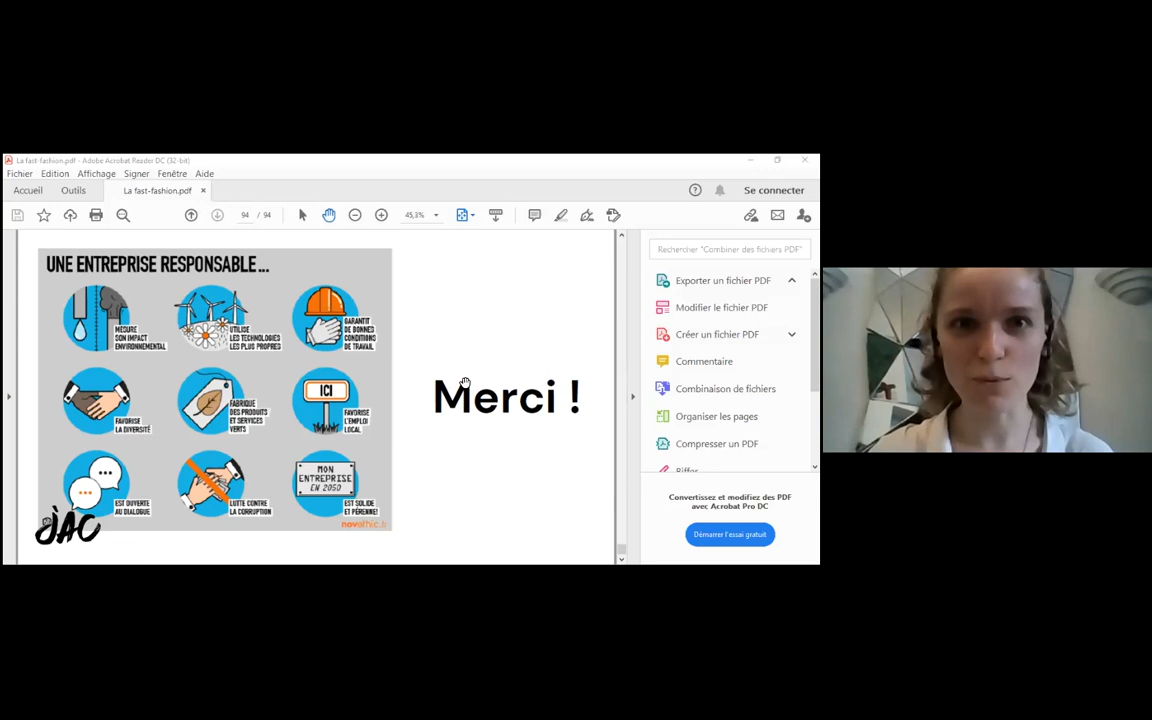 La fast-fashion.pdf - Adobe Acrobat Reader DC (32-bit)
Fichier Edition Affichage Signer Fenêtre Aide
Accueil Outils La fast-fashion.pdf × Se connecter
94 / 94 45,3%
UNE ENTREPRISE RESPONSABLE...
MESURE
SON IMPACT
ENVIRONNEMENTAL
UTILISE
LES TECHNOLOGIES
LES PLUS PROPRES
GARANTIT
DE BONNES
CONDITIONS
DE TRAVAIL
FAVORISE
LA DIVERSITÉ
FABRIQUE
DES PRODUITS
ET SERVICES
VERTS
ICI
FAVORISE
L'EMPLOI
LOCAL
EST OUVERTE
AU DIALOGUE
LUTTE CONTRE
LA CORRUPTION
MON
ENTREPRISE
EN 2050
EST SOLIDE
ET PÉRENNE!
novethic.fr
JAC
Merci !
Rechercher "Combiner des fichiers PDF"
Exporter un fichier PDF
Modifier le fichier PDF
Créer un fichier PDF
Commentaire
Combinaison de fichiers
Organiser les pages
Compresser un PDF
Biffer
Convertissez et modifiez des PDF
avec Acrobat Pro DC
Démarrer l'essai gratuit